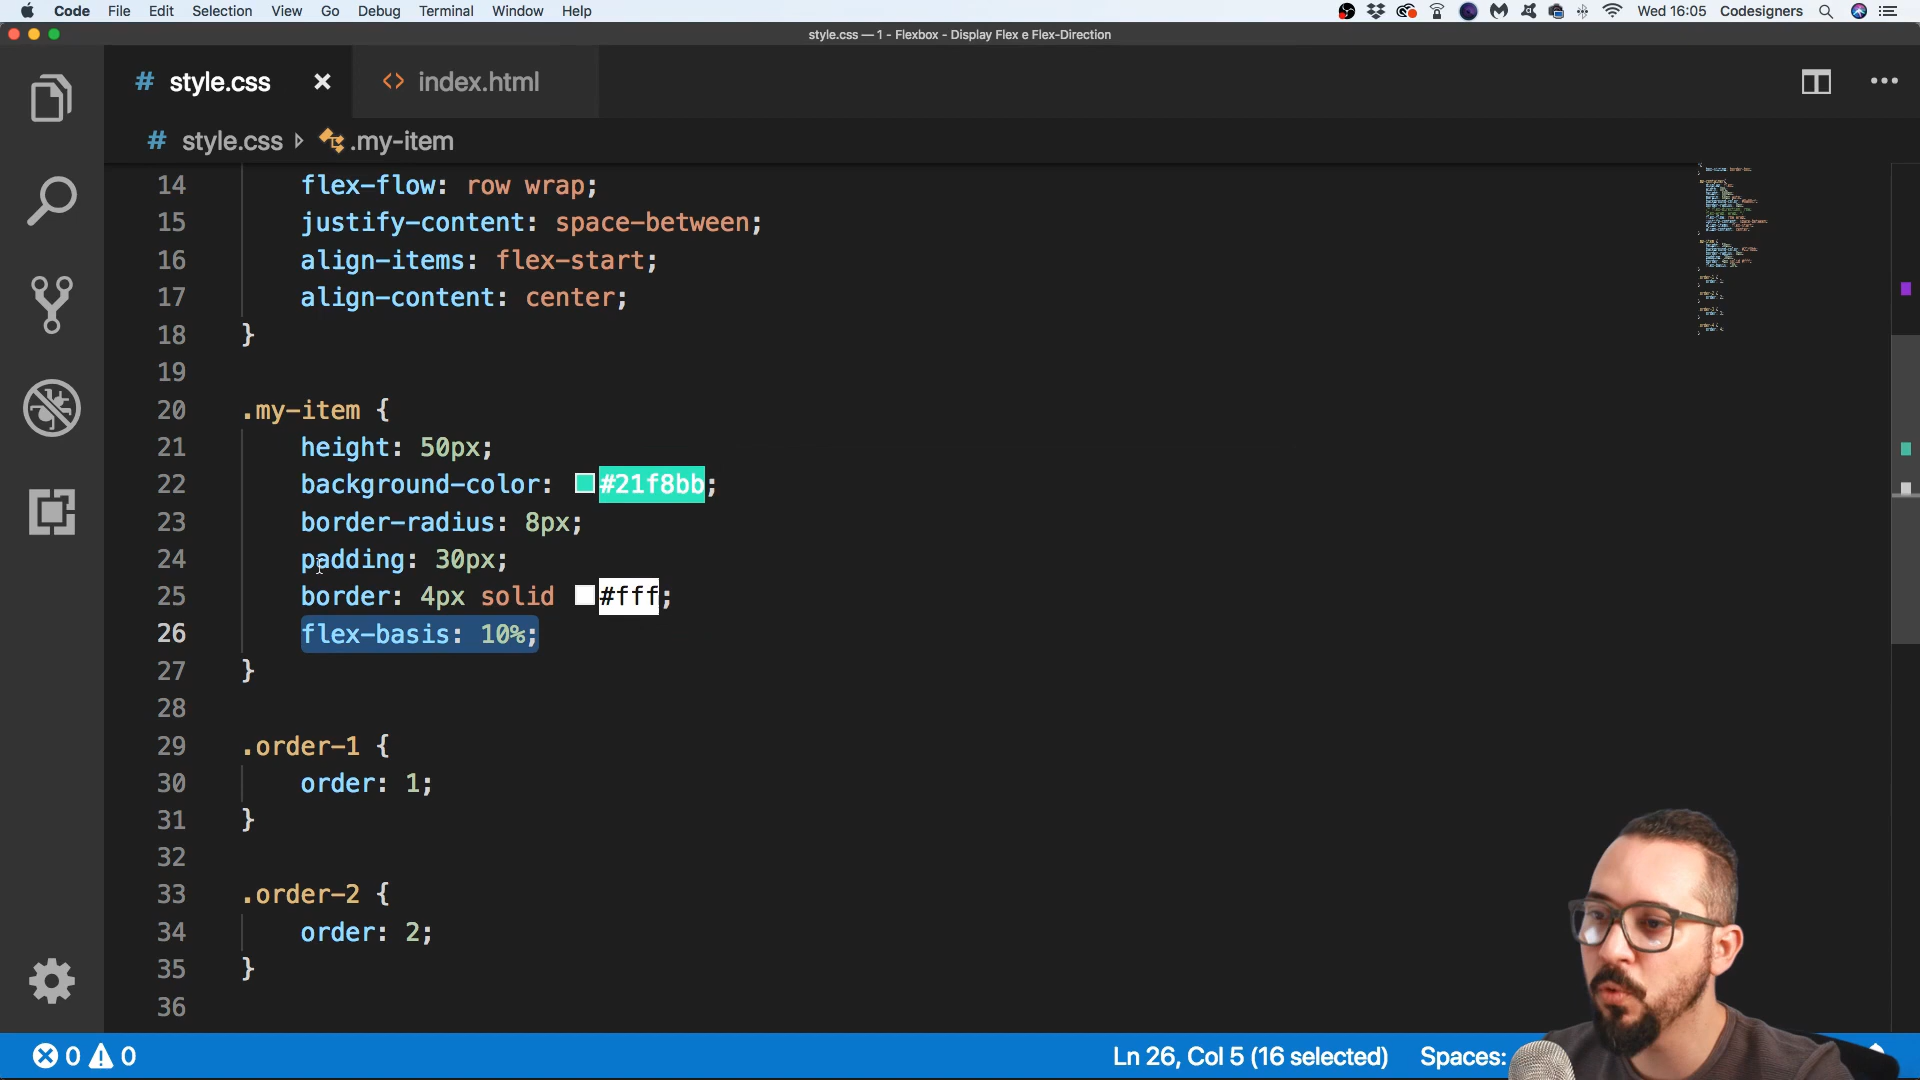 Code File Edit Selection View Go Debug Terminal Window Help Wed 16:05 Codesigners
style.css — 1 - Flexbox - Display Flex e Flex-Direction
# style.css × <> index.html
# style.css .my-item
14 flex-flow: row wrap;
15 justify-content: space-between;
16 align-items: flex-start;
17 align-content: center;
18 }
19
20 .my-item {
21 height: 50px;
22 background-color: #21f8bb;
23 border-radius: 8px;
24 padding: 30px;
25 border: 4px solid #fff;
26 flex-basis: 10%;
27 }
28
29 .order-1 {
30 order: 1;
31 }
32
33 .order-2 {
34 order: 2;
35 }
36
0 0 Ln 26, Col 5 (16 selected) Spaces: